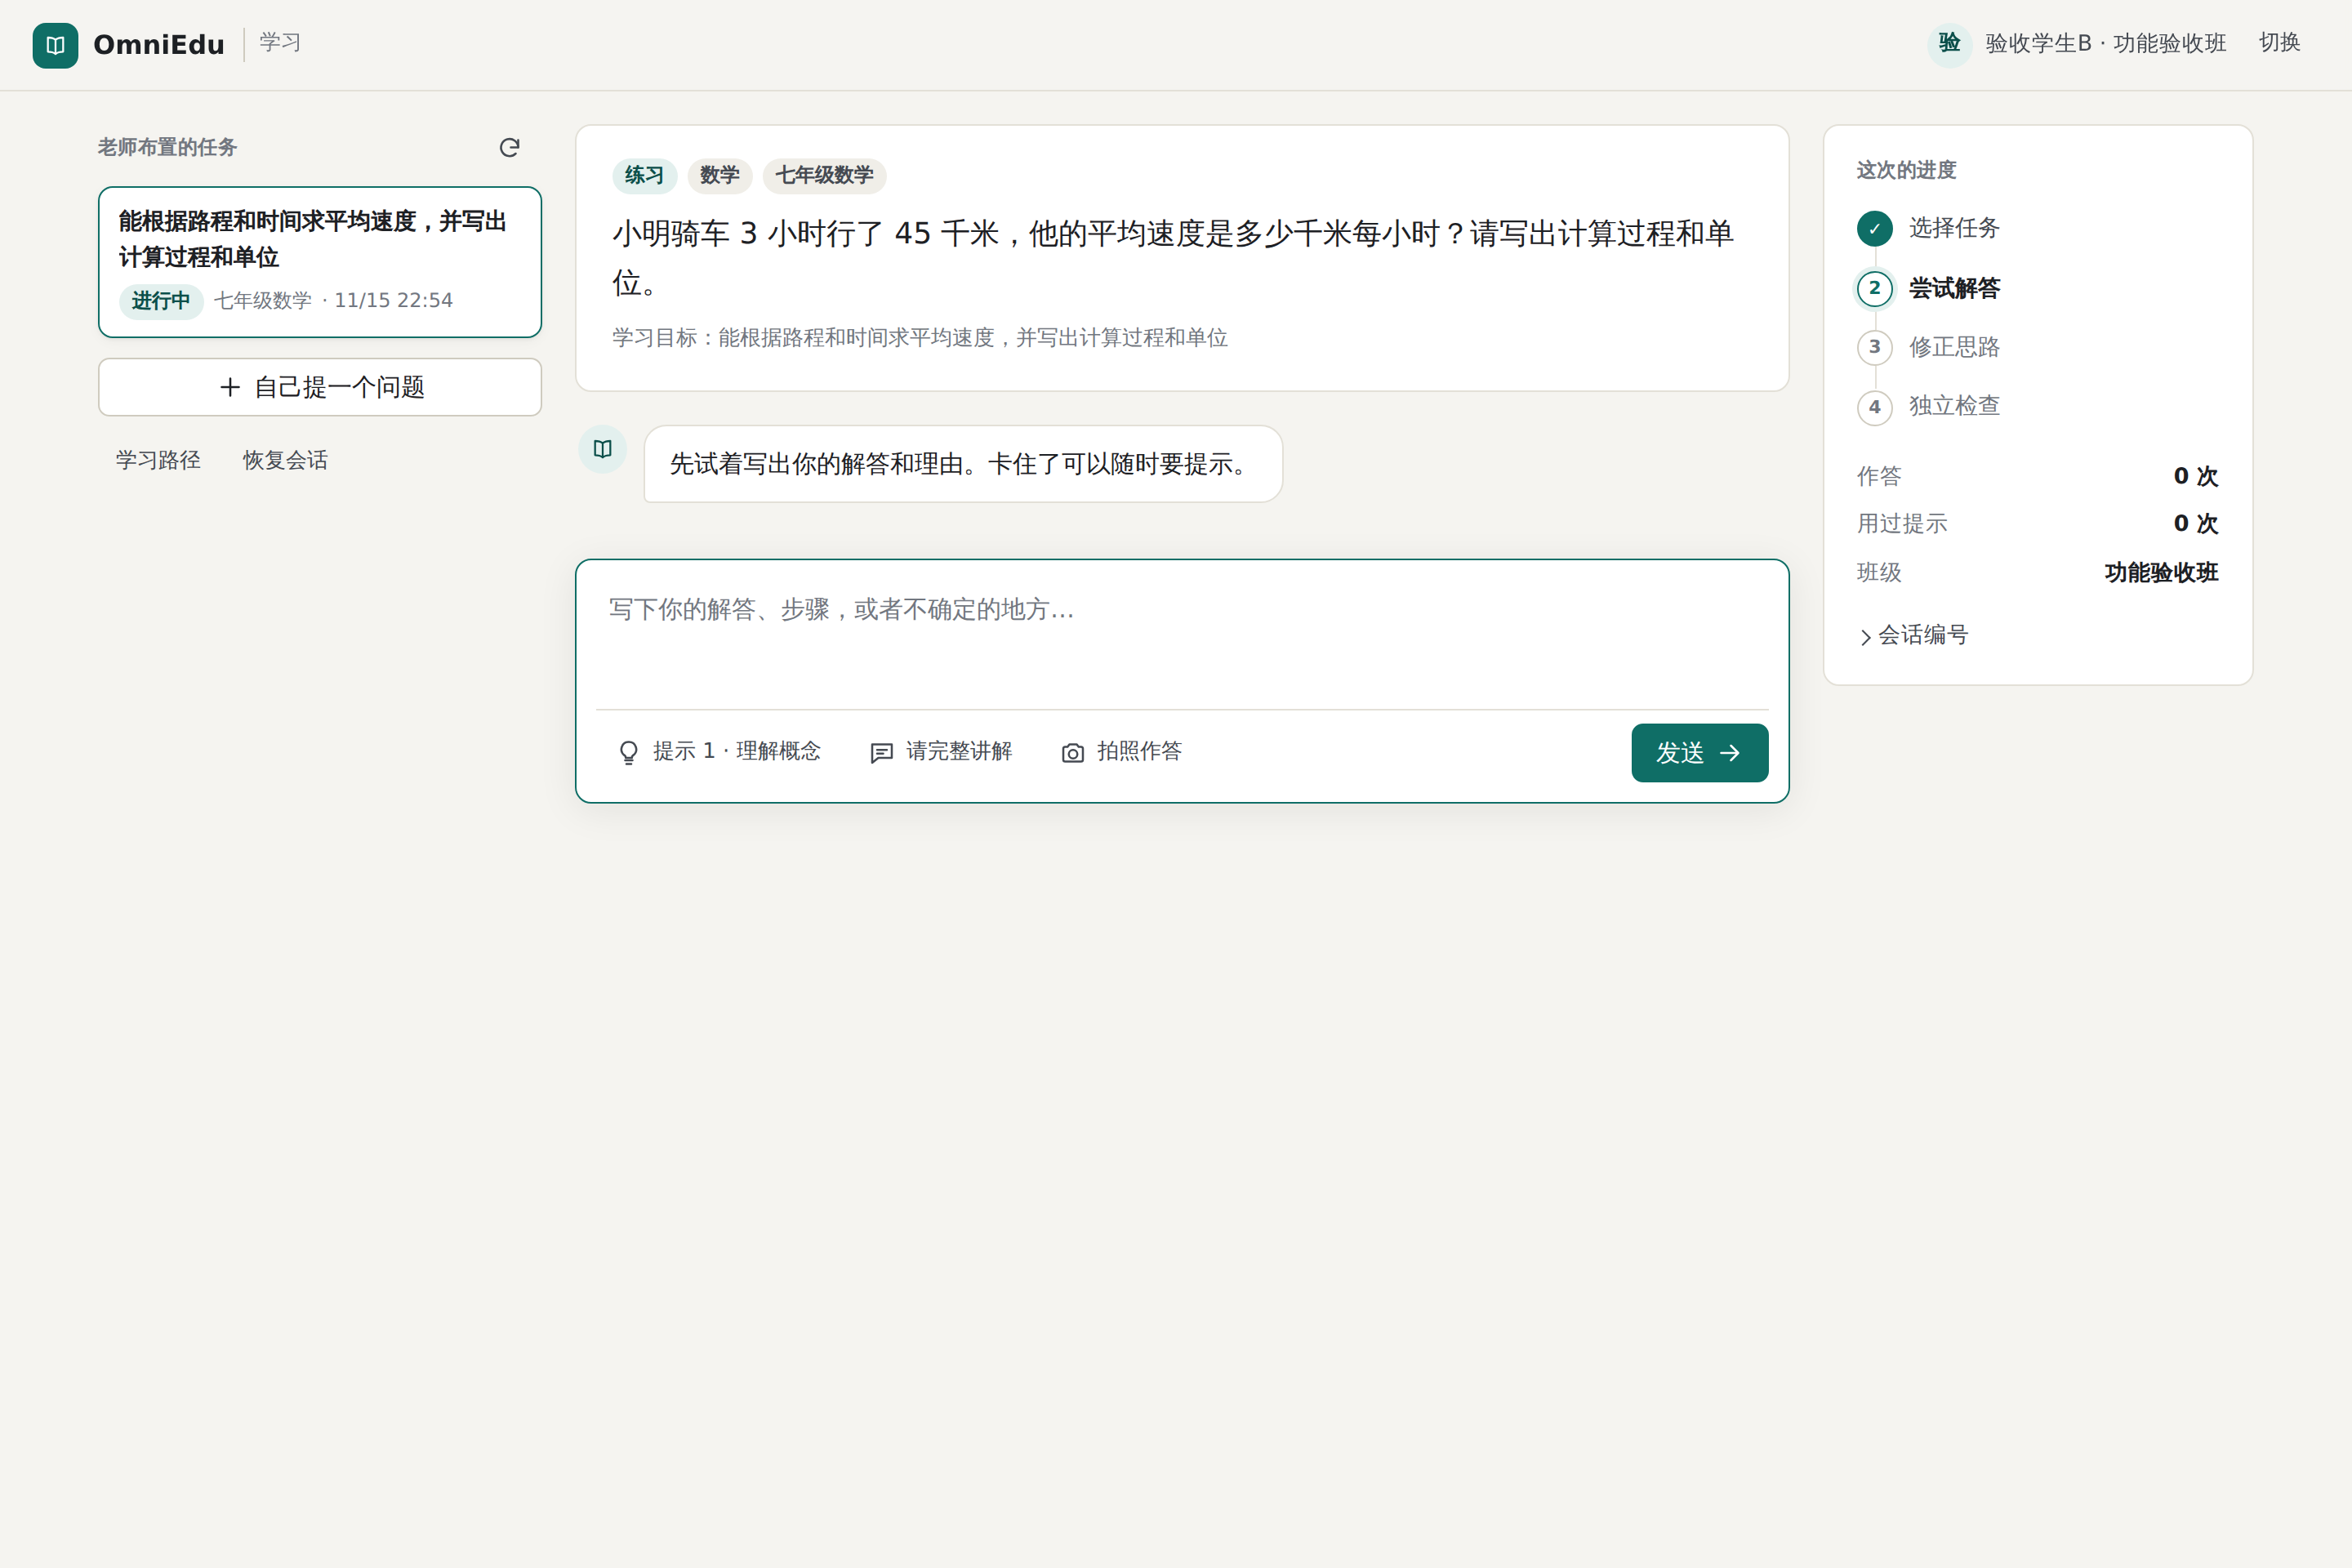 OmniEdu
学习
验
验收学生B · 功能验收班
切换
老师布置的任务
能根据路程和时间求平均速度，并写出
计算过程和单位
进行中 七年级数学 · 11/15 22:54
自己提一个问题
学习路径 恢复会话
练习 数学 七年级数学
小明骑车 3 小时行了 45 千米，他的平均速度是多少千米每小时？请写出计算过程和单
位。
学习目标：能根据路程和时间求平均速度，并写出计算过程和单位
先试着写出你的解答和理由。卡住了可以随时要提示。
写下你的解答、步骤，或者不确定的地方…
提示 1 · 理解概念 请完整讲解 拍照作答 发送
这次的进度
✓ 选择任务
2 尝试解答
3 修正思路
4 独立检查
作答 0 次
用过提示 0 次
班级 功能验收班
会话编号